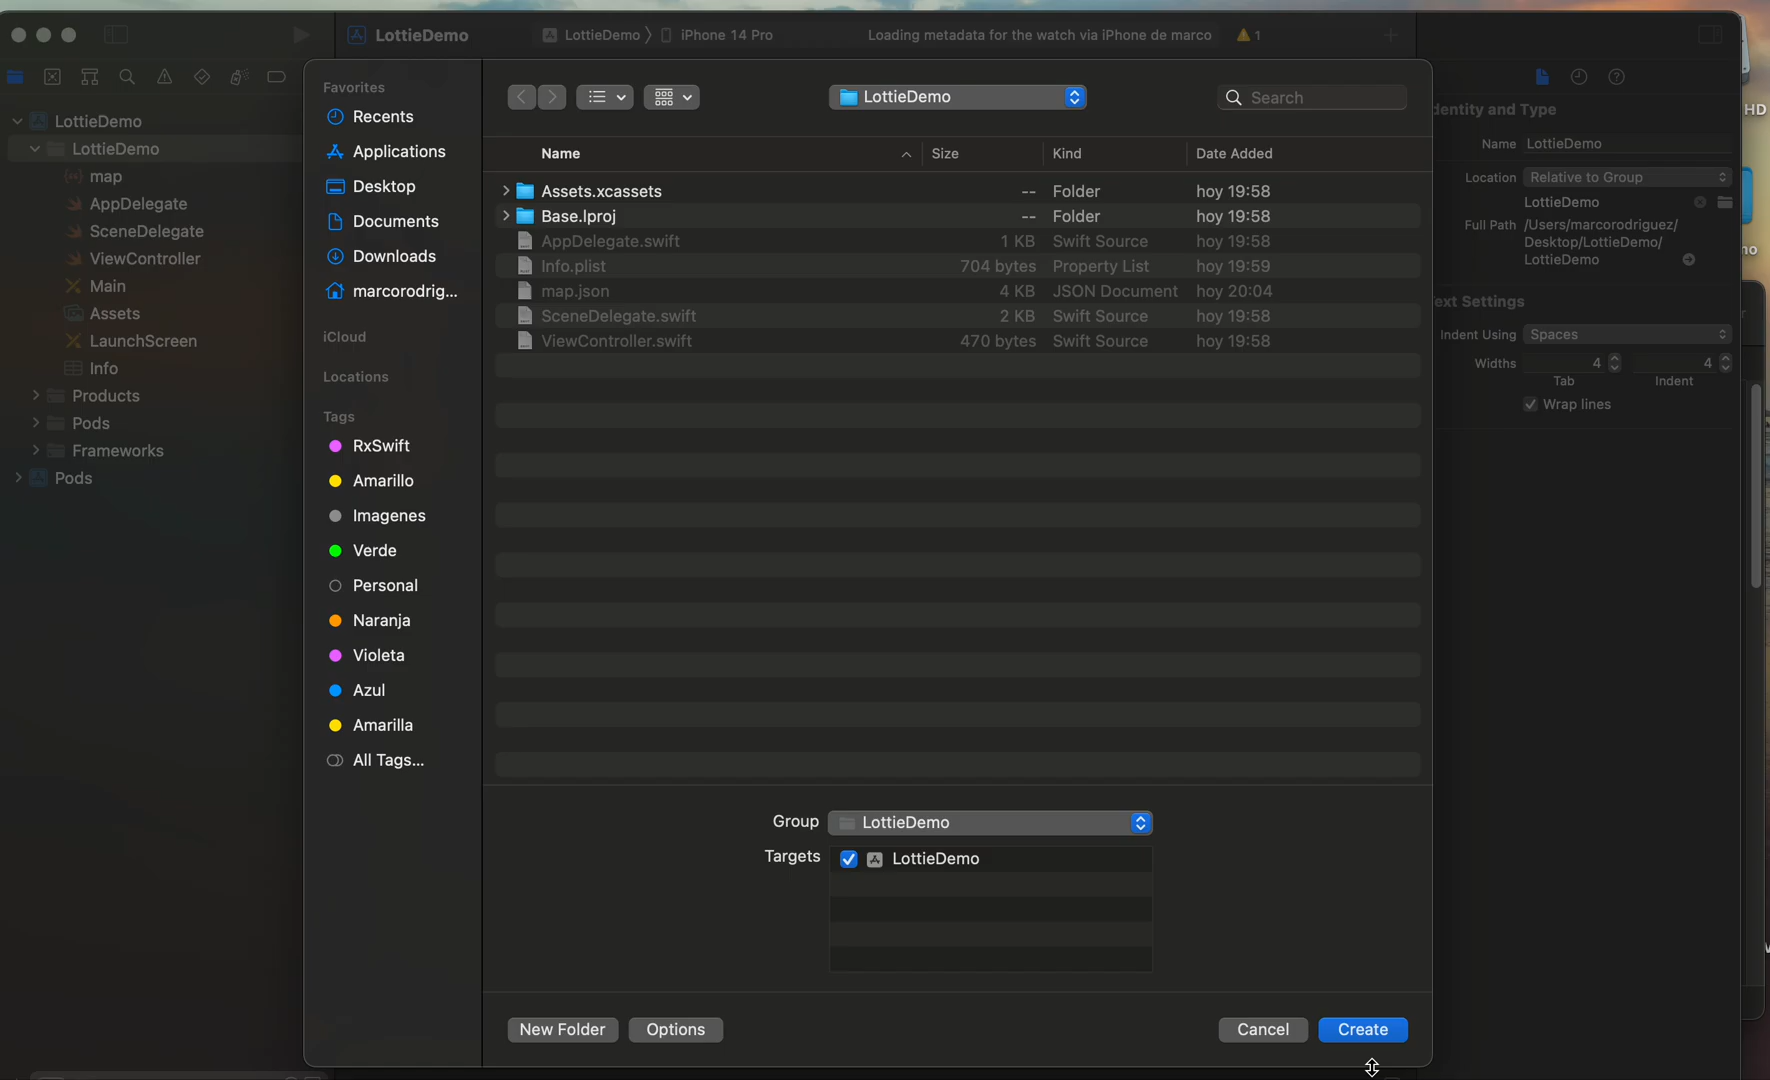 LottieDemo
LottieDemo 〉 iPhone 14 Pro
Loading metadata for the watch via iPhone de marco
1
LottieDemo
LottieDemo
map
AppDelegate
SceneDelegate
ViewController
Main
Assets
LaunchScreen
Info
Products
Pods
Frameworks
Pods
Favorites
Recents
Applications
Desktop
Documents
Downloads
marcorodrig...
iCloud
Locations
Tags
RxSwift
Amarillo
Imagenes
Verde
Personal
Naranja
Violeta
Azul
Amarilla
All Tags...
LottieDemo
Search
Name Size Kind Date Added
Assets.xcassets -- Folder hoy 19:58
Base.lproj -- Folder hoy 19:58
AppDelegate.swift 1 KB Swift Source hoy 19:58
Info.plist 704 bytes Property List hoy 19:59
map.json 4 KB JSON Document hoy 20:04
SceneDelegate.swift 2 KB Swift Source hoy 19:58
ViewController.swift 470 bytes Swift Source hoy 19:58
Group LottieDemo
Targets LottieDemo
New Folder Options Cancel Create
dentity and Type
Name LottieDemo
Location Relative to Group
LottieDemo
Full Path /Users/marcorodriguez/
Desktop/LottieDemo/
LottieDemo
ext Settings
Indent Using Spaces
Widths 4 4
Tab Indent
Wrap lines
HD